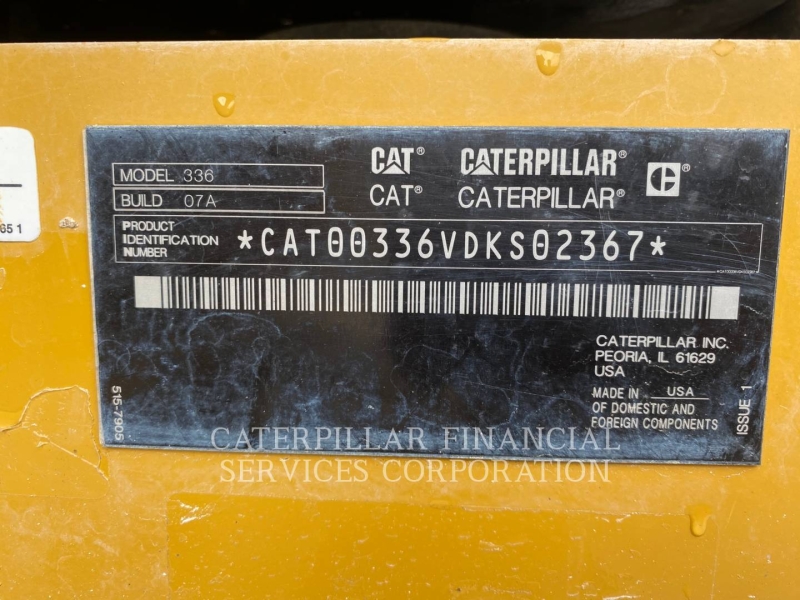 CAT® CATERPILLAR®
CAT® CATERPILLAR® C ®
MODEL 336
BUILD 07A
PRODUCT
IDENTIFICATION
NUMBER
*CAT00336VDKS02367*
CATERPILLAR INC.
PEORIA, IL 61629
USA
MADE IN USA
OF DOMESTIC AND
FOREIGN COMPONENTS
ISSUE 1
515-7905
651
CATERPILLAR FINANCIAL
SERVICES CORPORATION